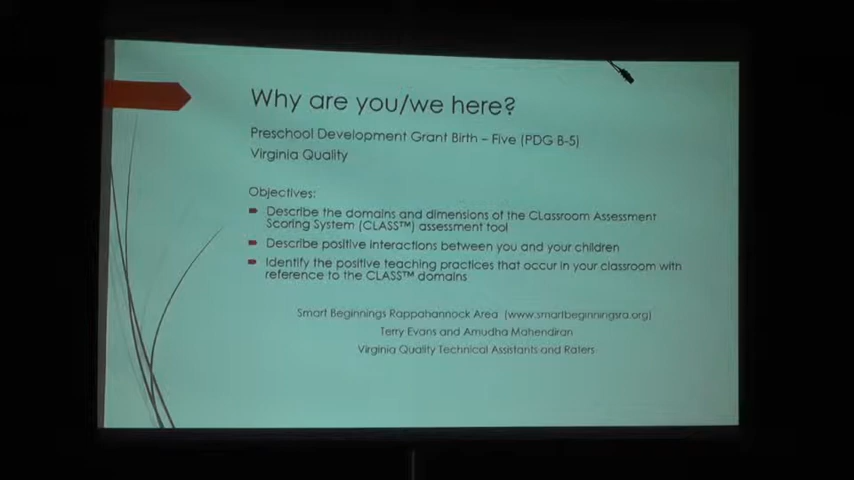 Why are you/we here?
Preschool Development Grant Birth – Five (PDG B-5)
Virginia Quality
Objectives:
Describe the domains and dimensions of the CLassroom Assessment
Scoring System (CLASS™) assessment tool
Describe positive interactions between you and your children
Identify the positive teaching practices that occur in your classroom with
reference to the CLASS™ domains
Smart Beginnings Rappahannock Area (www.smartbeginningsra.org)
Terry Evans and Amudha Mahendiran
Virginia Quality Technical Assistants and Raters